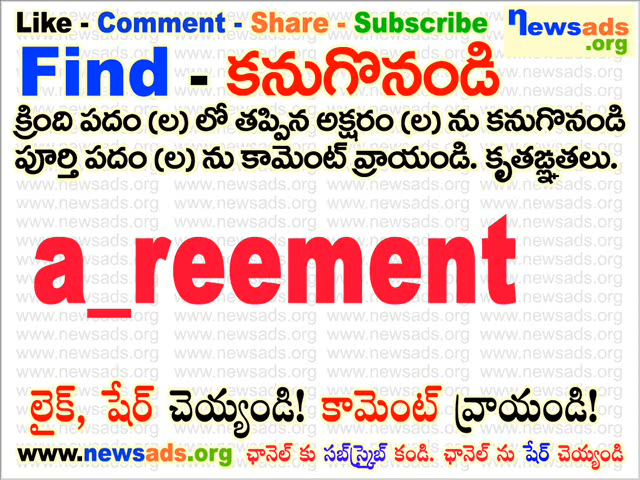 Like - Comment - Share - Subscribe
newsads
.org
Find - కనుగొనండి
క్రింది పదం (ల) లో తప్పిన అక్షరం (ల) ను కనుగొనండి
పూర్తి పదం (ల) ను కామెంట్ వ్రాయండి. కృతఙ్ఞతలు.
a_reement
లైక్, షేర్ చెయ్యండి! కామెంట్ వ్రాయండి!
www.newsads.org ఛానెల్ కు సబ్‌స్క్రైబ్ కండి. ఛానెల్ ను షేర్ చెయ్యండి